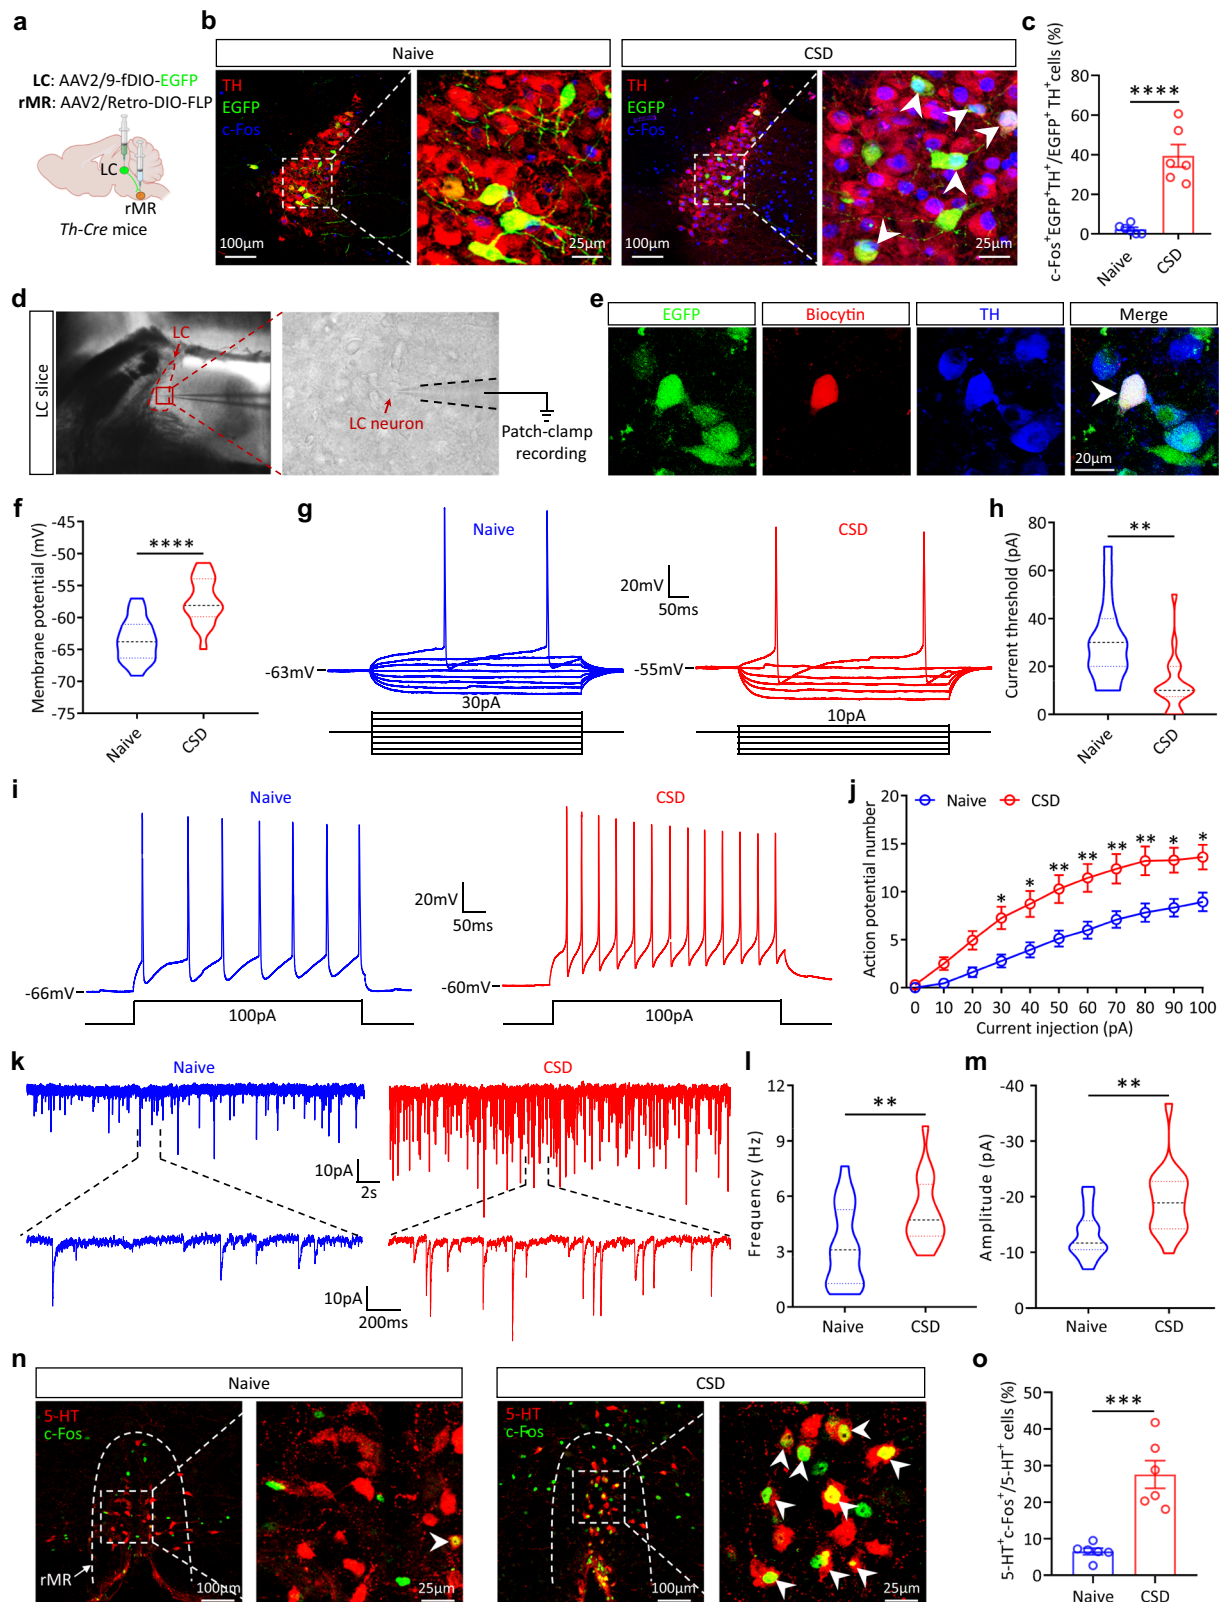 a
LC: AAV2/9-fDIO-EGFP
rMR: AAV2/Retro-DIO-FLP
LC
rMR
Th-Cre mice
b
Naive
CSD
TH
EGFP
c-Fos
100μm
25μm
TH
EGFP
c-Fos
100μm
25μm
c
c-Fos⁺EGFP⁺TH⁺/EGFP⁺TH⁺cells (%)
80
60
40
20
0
****
Naive
CSD
d
LC slice
LC
LC neuron
Patch-clamp
recording
e
EGFP
Biocytin
TH
Merge
20μm
f
Membrane potential (mV)
-45
-50
-55
-60
-65
-70
-75
****
Naive
CSD
g
Naive
CSD
20mV
50ms
-63mV
-55mV
30pA
10pA
h
Current threshold (pA)
80
60
40
20
0
**
Naive
CSD
i
Naive
CSD
20mV
50ms
-66mV
-60mV
100pA
100pA
j
Naive
CSD
Action potential number
20
15
10
5
0
* * ** ** ** ** * *
0 10 20 30 40 50 60 70 80 90 100
Current injection (pA)
k
Naive
CSD
10pA
2s
10pA
200ms
l
Frequency (Hz)
12
9
6
3
0
**
Naive
CSD
m
Amplitude (pA)
-40
-30
-20
-10
0
**
Naive
CSD
n
Naive
CSD
5-HT
c-Fos
rMR
100μm
25μm
5-HT
c-Fos
100μm
25μm
o
5-HT⁺c-Fos⁺/5-HT⁺ cells (%)
50
40
30
20
10
0
***
Naive
CSD